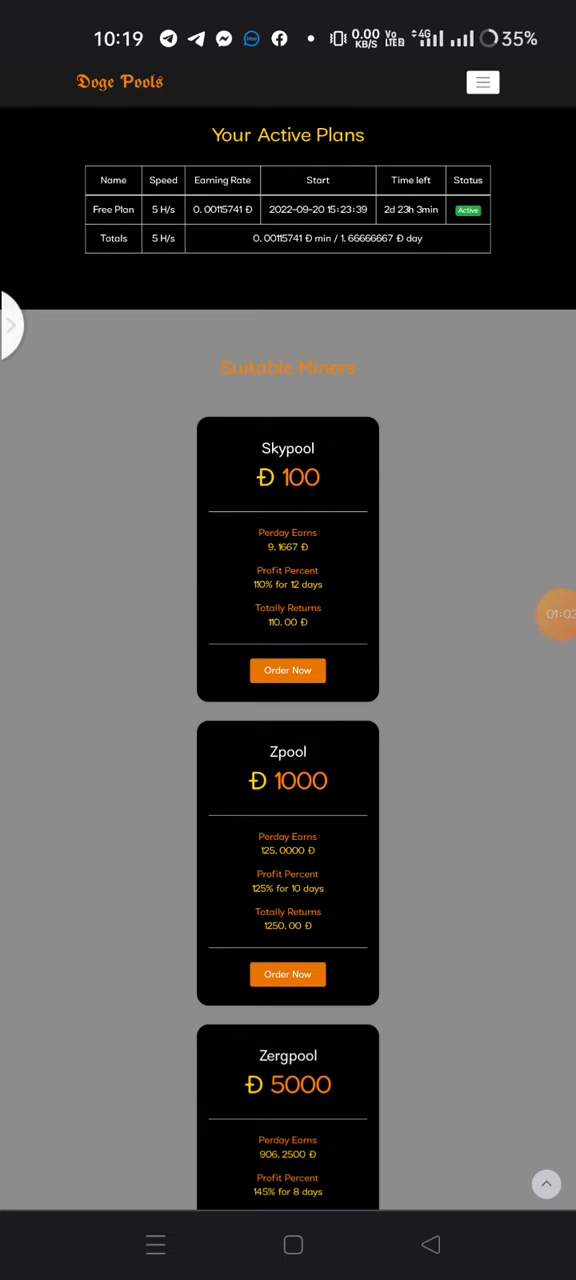 10:19 0.00 KB/S Vo LTE2 4G 35%
Doge Pools
Your Active Plans
Name Speed Earning Rate Start Time left Status
Free Plan 5 H/s 0.00115741 Ð 2022-09-20 15:23:39 2d 23h 3min Active
Totals 5 H/s 0.00115741 Ð min / 1.66666667 Ð day
Suitable Miners
Skypool
Ð 100
Perday Earns
9.1667 Ð
Profit Percent
110% for 12 days
Totally Returns
110.00 Ð
Order Now
01:03
Zpool
Ð 1000
Perday Earns
125.0000 Ð
Profit Percent
125% for 10 days
Totally Returns
1250.00 Ð
Order Now
Zergpool
Ð 5000
Perday Earns
906.2500 Ð
Profit Percent
145% for 8 days